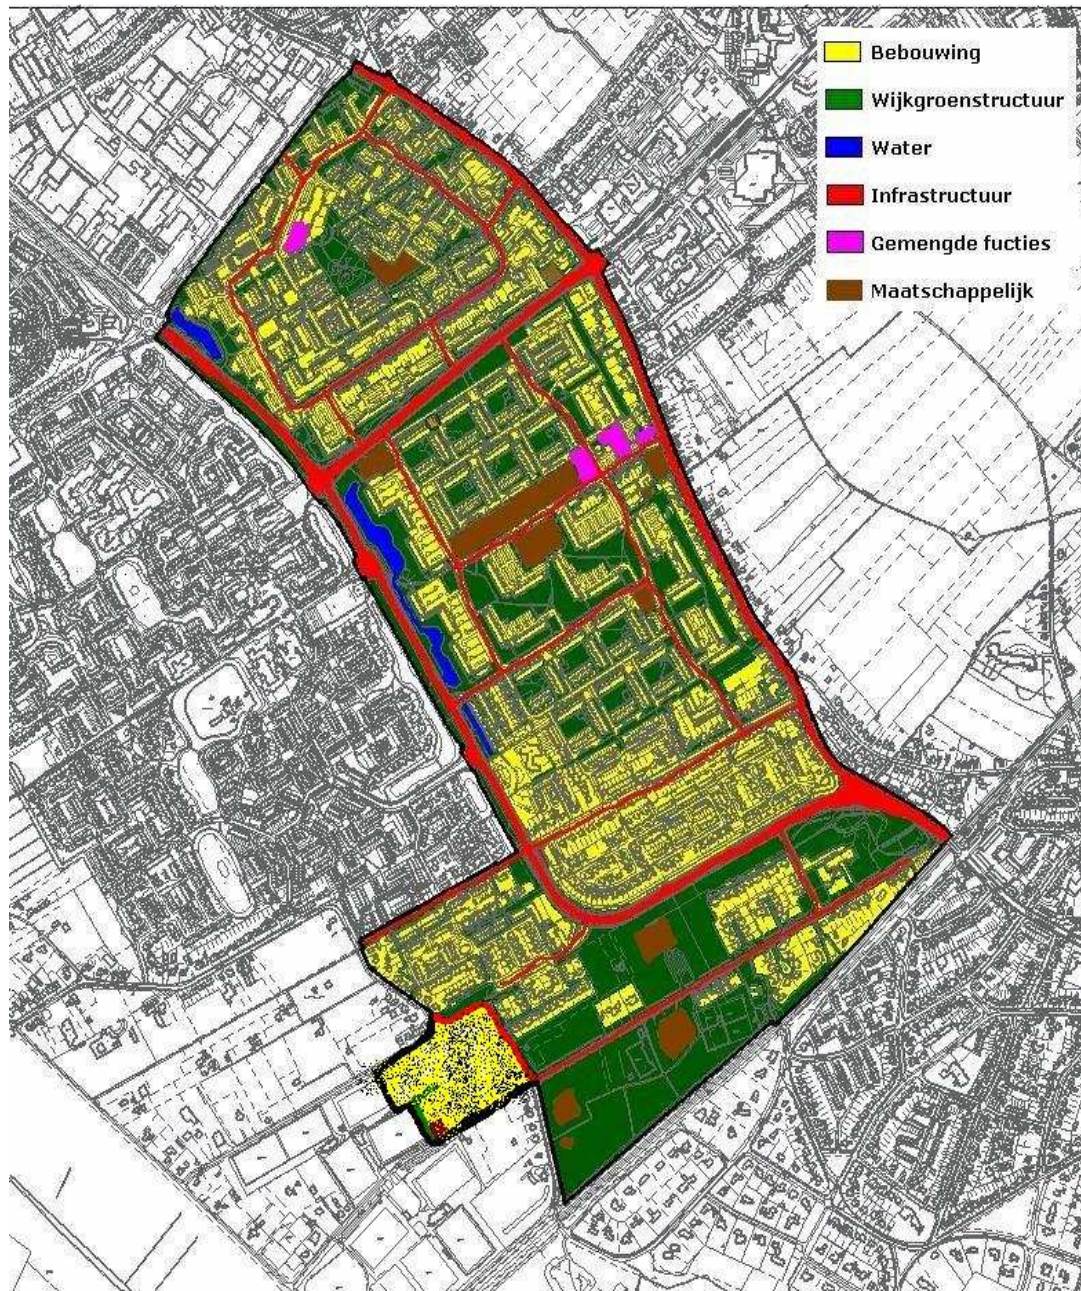 Bebouwing
Wijkgroenstructuur
Water
Infrastructuur
Gemengde fucties
Maatschappelijk